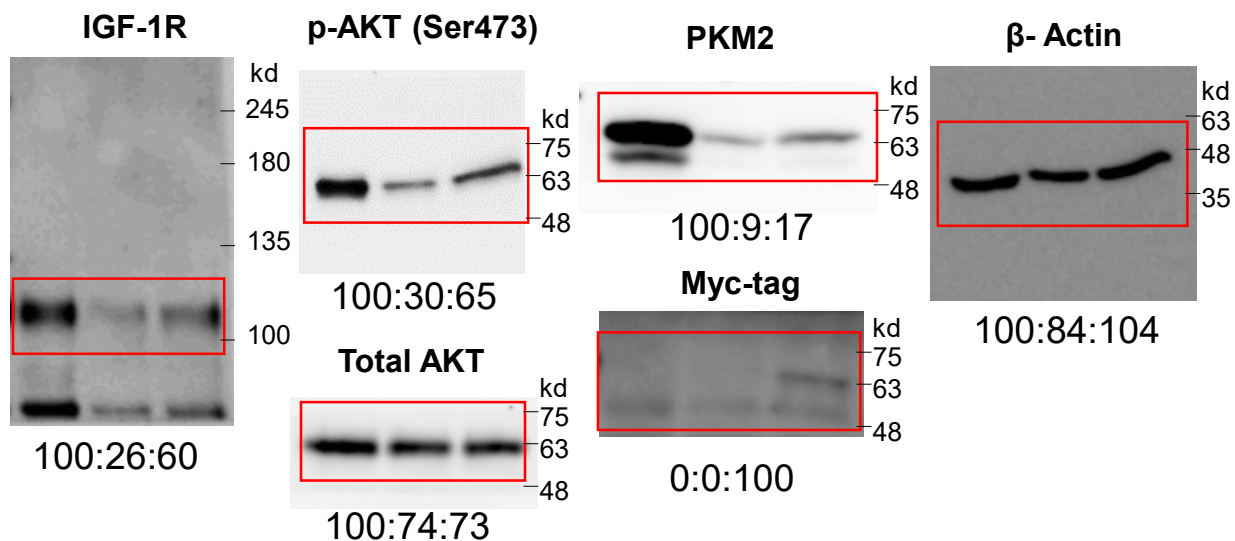 IGF-1R
kd
245
180
135
100
100:26:60
p-AKT (Ser473)
kd
75
63
48
100:30:65
Total AKT
kd
75
63
48
100:74:73
PKM2
kd
75
63
48
100:9:17
Myc-tag
kd
75
63
48
0:0:100
β- Actin
kd
63
48
35
100:84:104